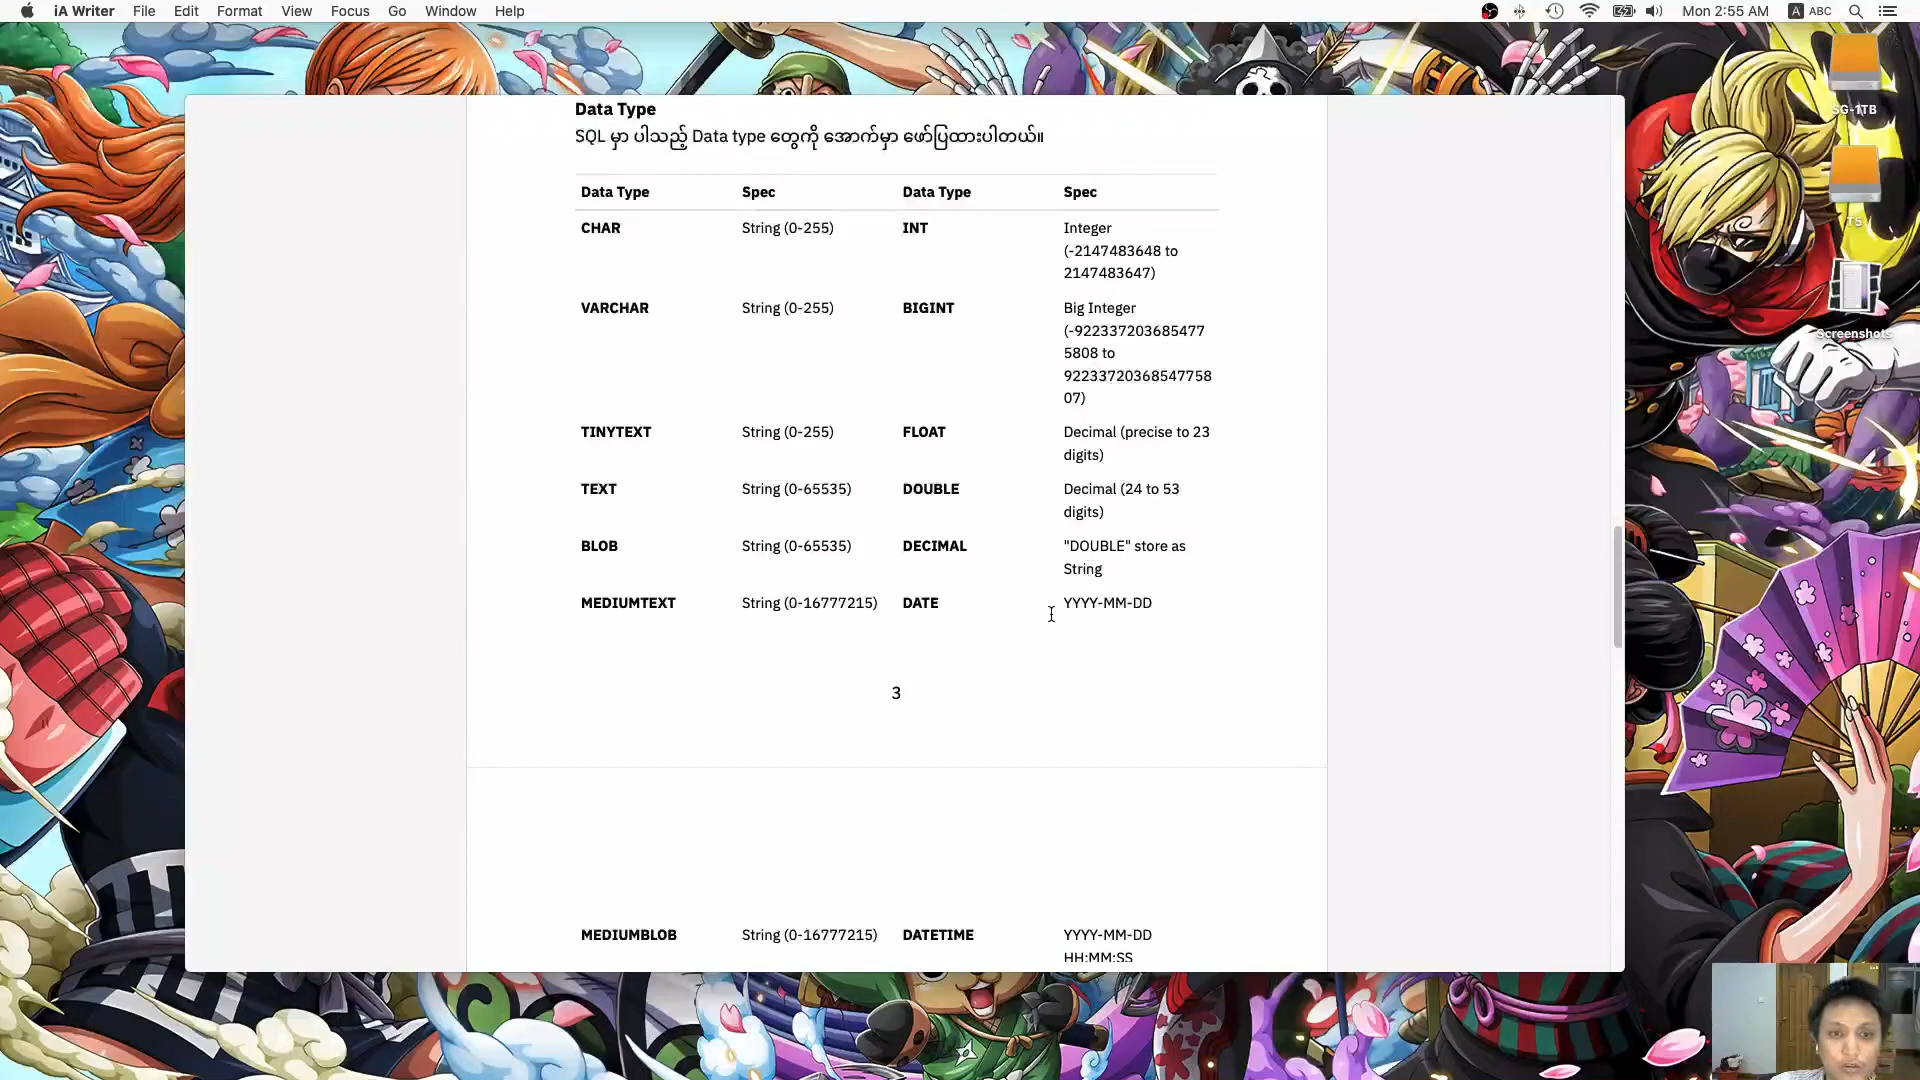 iA Writer File Edit Format View Focus Go Window Help Mon 2:55 AM A ABC
SG-1TB
T5
Screenshots
Data Type
SQL မှာ ပါသည့် Data type တွေကို အောက်မှာ ဖော်ပြထားပါတယ်။
Data Type Spec Data Type Spec
CHAR String (0-255) INT Integer
(-2147483648 to
2147483647)
VARCHAR String (0-255) BIGINT Big Integer
(-922337203685477
5808 to
92233720368547758
07)
TINYTEXT String (0-255) FLOAT Decimal (precise to 23
digits)
TEXT String (0-65535) DOUBLE Decimal (24 to 53
digits)
BLOB String (0-65535) DECIMAL "DOUBLE" store as
String
MEDIUMTEXT String (0-16777215) DATE YYYY-MM-DD
3
MEDIUMBLOB String (0-16777215) DATETIME YYYY-MM-DD
HH:MM:SS